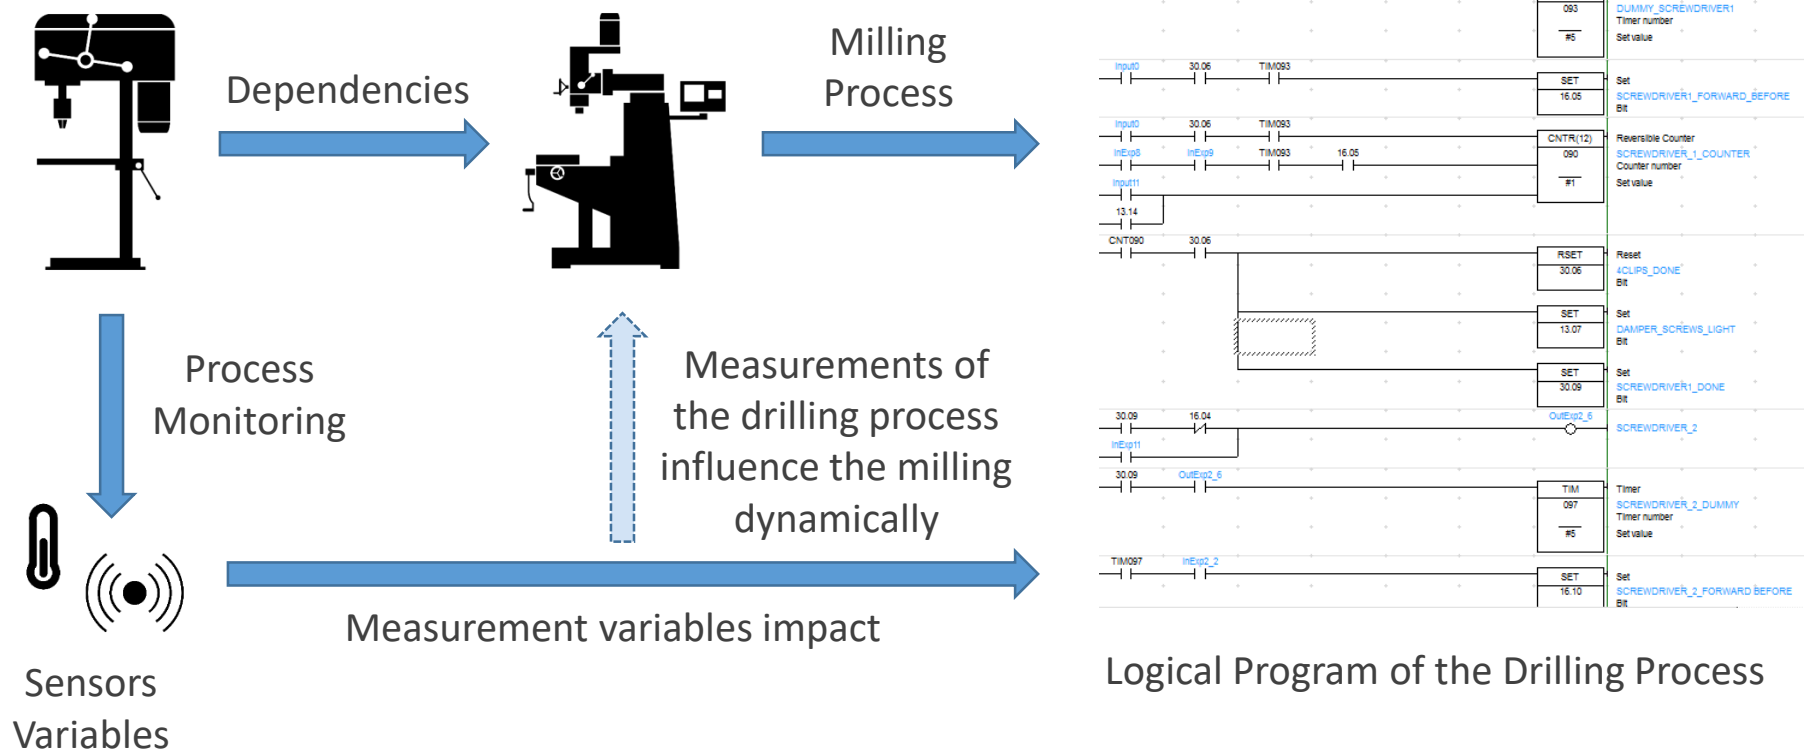 Dependencies
Milling
Process
Process
Monitoring
Measurements of
the drilling process
influence the milling
dynamically
Measurement variables impact
Sensors
Variables
093 DUMMY_SCREWDRIVER1
Timer number
#5 Set value
Input0 30.06 TIM093
SET Set
16.05 SCREWDRIVER1_FORWARD_BEFORE
Bit
Input0 30.06 TIM093
CNTR(12) Reversible Counter
InExp8 InExp9 TIM093 16.05
090 SCREWDRIVER_1_COUNTER
Counter number
#1 Set value
Input11
13.14
CNT090 30.06
RSET Reset
30.06 4CLIPS_DONE
Bit
SET Set
13.07 DAMPER_SCREWS_LIGHT
Bit
SET Set
30.09 SCREWDRIVER1_DONE
Bit
30.09 16.04 OutExp2_6
SCREWDRIVER_2
InExp11
30.09 OutExp2_6
TIM Timer
097 SCREWDRIVER_2_DUMMY
Timer number
#5 Set value
TIM097 InExp2_2
SET Set
16.10 SCREWDRIVER_2_FORWARD BEFORE
Bit
Logical Program of the Drilling Process